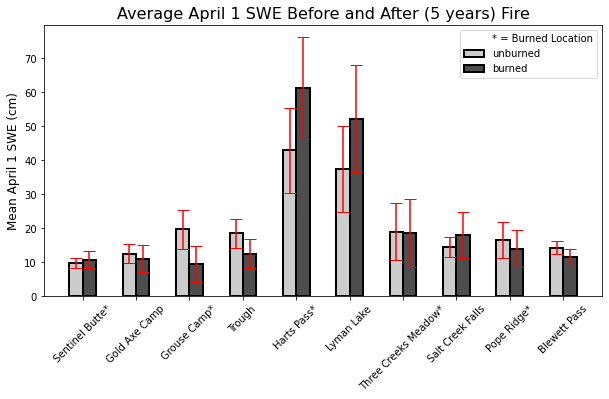 Average April 1 SWE Before and After (5 years) Fire
* = Burned Location
unburned
burned
Mean April 1 SWE (cm)
70
60
50
40
30
20
10
0
Sentinel Butte*
Gold Axe Camp
Grouse Camp*
Trough
Harts Pass*
Lyman Lake
Three Creeks Meadow*
Salt Creek Falls
Pope Ridge*
Blewett Pass